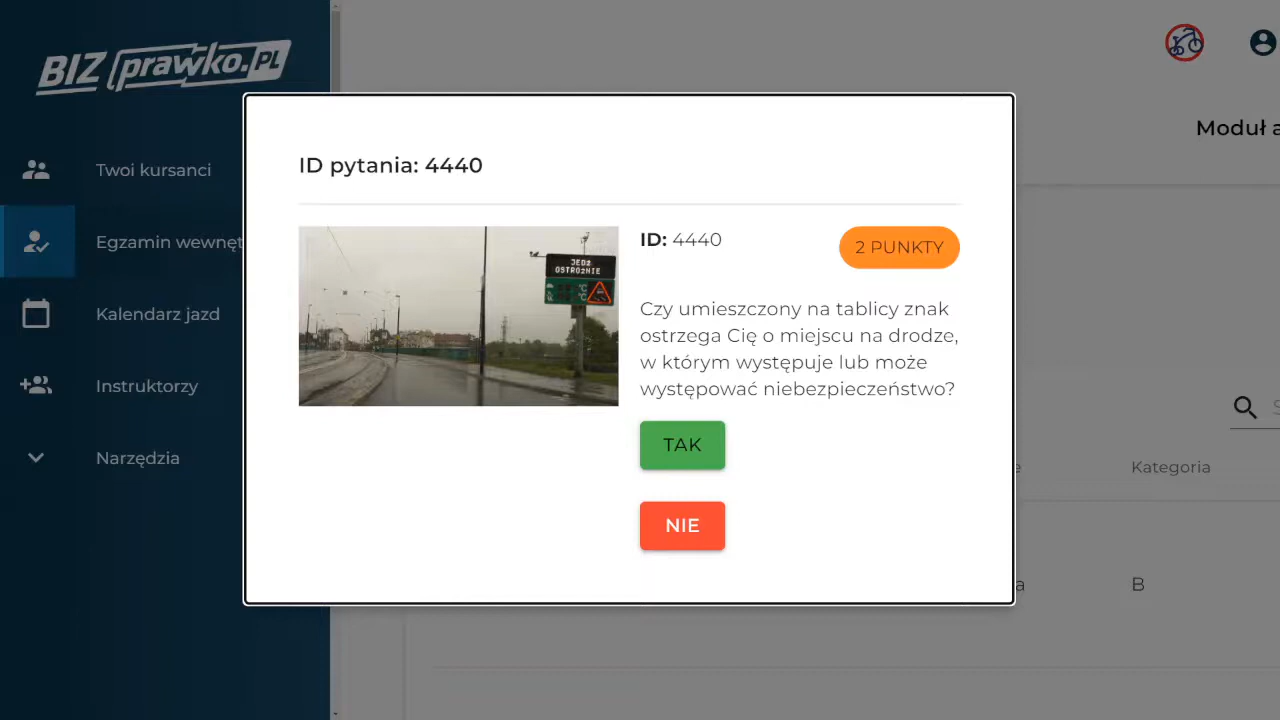 BIZ prawko.PL
Moduł a
ID pytania: 4440
Twoi kursanci
Egzamin wewnęt
Kalendarz jazd
Instruktorzy
Narzędzia
JEDŹ
OSTROŻNIE
ID: 4440
2 PUNKTY
Czy umieszczony na tablicy znak
ostrzega Cię o miejscu na drodze,
w którym występuje lub może
występować niebezpieczeństwo?
TAK
NIE
Kategoria
B